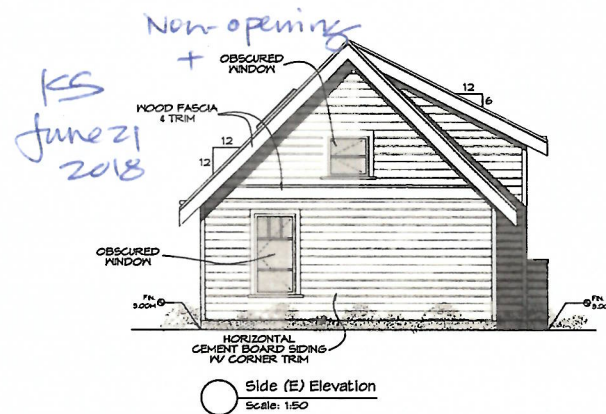 Non-opening
+
OBSCURED
WINDOW
KS
June 21
2018
WOOD FASCIA
& TRIM
12
6
12
12
OBSCURED
WINDOW
FIN.
HORIZONTAL
CEMENT BOARD SIDING
W/ CORNER TRIM
Side (E) Elevation
Scale: 1:50